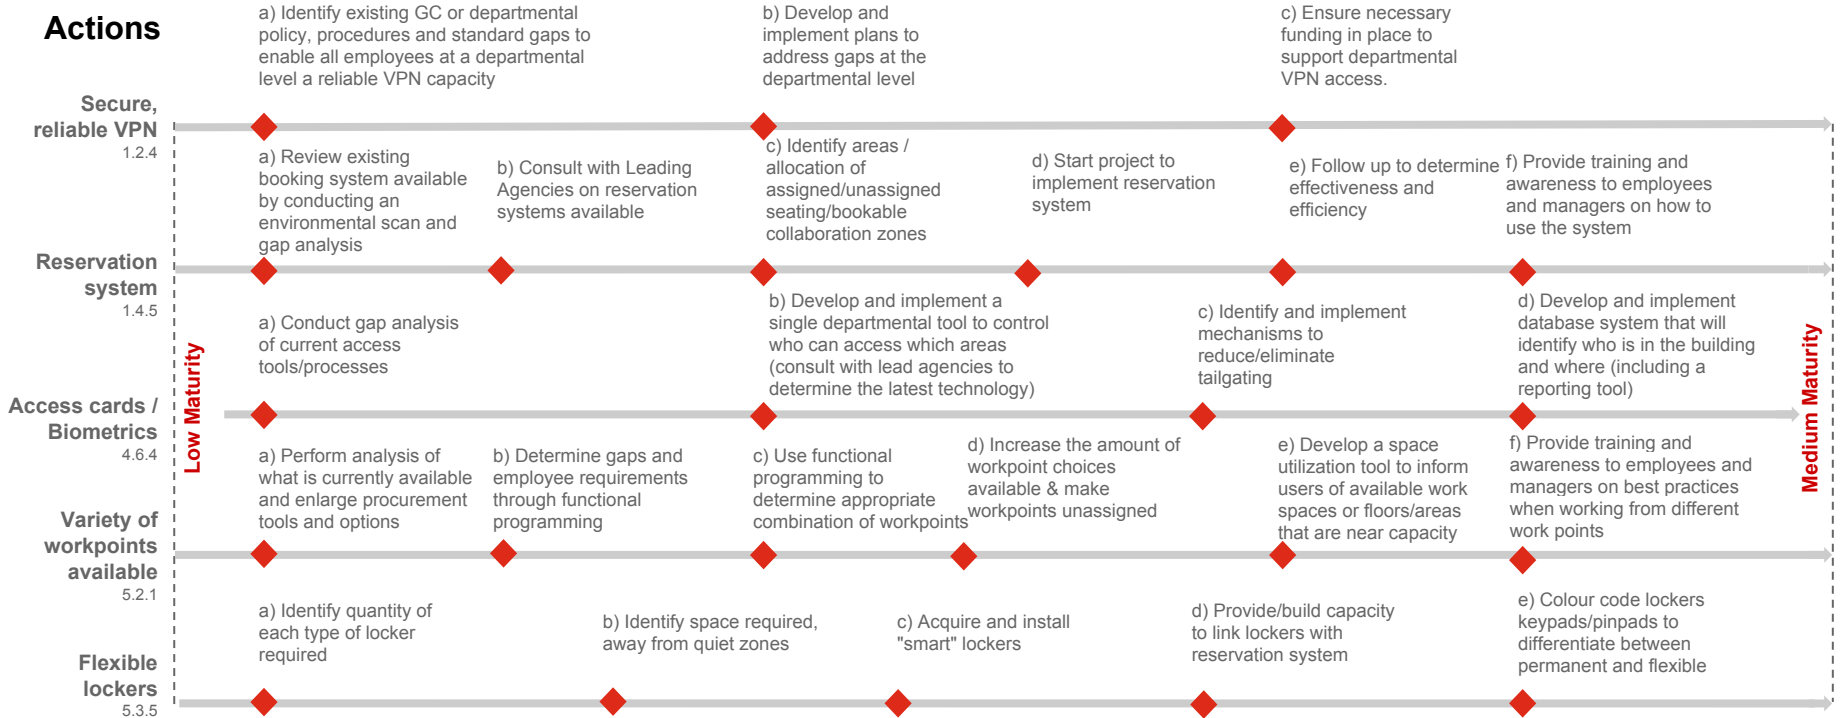 Actions
a) Identify existing GC or departmental
policy, procedures and standard gaps to
enable all employees at a departmental
level a reliable VPN capacity
b) Develop and
implement plans to
address gaps at the
departmental level
c) Ensure necessary
funding in place to
support departmental
VPN access.
Secure,
reliable VPN
1.2.4
a) Review existing
booking system available
by conducting an
environmental scan and
gap analysis
b) Consult with Leading
Agencies on reservation
systems available
c) Identify areas /
allocation of
assigned/unassigned
seating/bookable
collaboration zones
d) Start project to
implement reservation
system
e) Follow up to determine
effectiveness and
efficiency
f) Provide training and
awareness to employees
and managers on how to
use the system
Reservation
system
1.4.5
a) Conduct gap analysis
of current access
tools/processes
b) Develop and implement a
single departmental tool to control
who can access which areas
(consult with lead agencies to
determine the latest technology)
c) Identify and implement
mechanisms to
reduce/eliminate
tailgating
d) Develop and implement
database system that will
identify who is in the building
and where (including a
reporting tool)
Low Maturity
Medium Maturity
Access cards /
Biometrics
4.6.4
a) Perform analysis of
what is currently available
and enlarge procurement
tools and options
b) Determine gaps and
employee requirements
through functional
programming
c) Use functional
programming to
determine appropriate
combination of workpoints
d) Increase the amount of
workpoint choices
available & make
workpoints unassigned
e) Develop a space
utilization tool to inform
users of available work
spaces or floors/areas
that are near capacity
f) Provide training and
awareness to employees and
managers on best practices
when working from different
work points
Variety of
workpoints
available
5.2.1
a) Identify quantity of
each type of locker
required
b) Identify space required,
away from quiet zones
c) Acquire and install
"smart" lockers
d) Provide/build capacity
to link lockers with
reservation system
e) Colour code lockers
keypads/pinpads to
differentiate between
permanent and flexible
Flexible
lockers
5.3.5